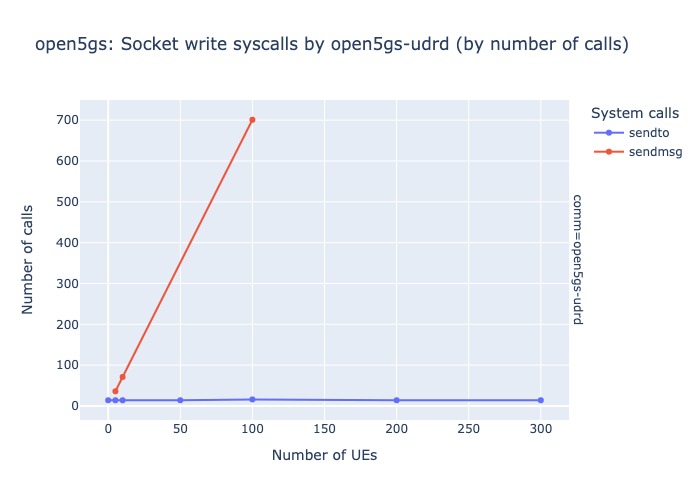 open5gs: Socket write syscalls by open5gs-udrd (by number of calls)
System calls
sendto
sendmsg
comm=open5gs-udrd
Number of calls
700
600
500
400
300
200
100
0
0 50 100 150 200 250 300
Number of UEs